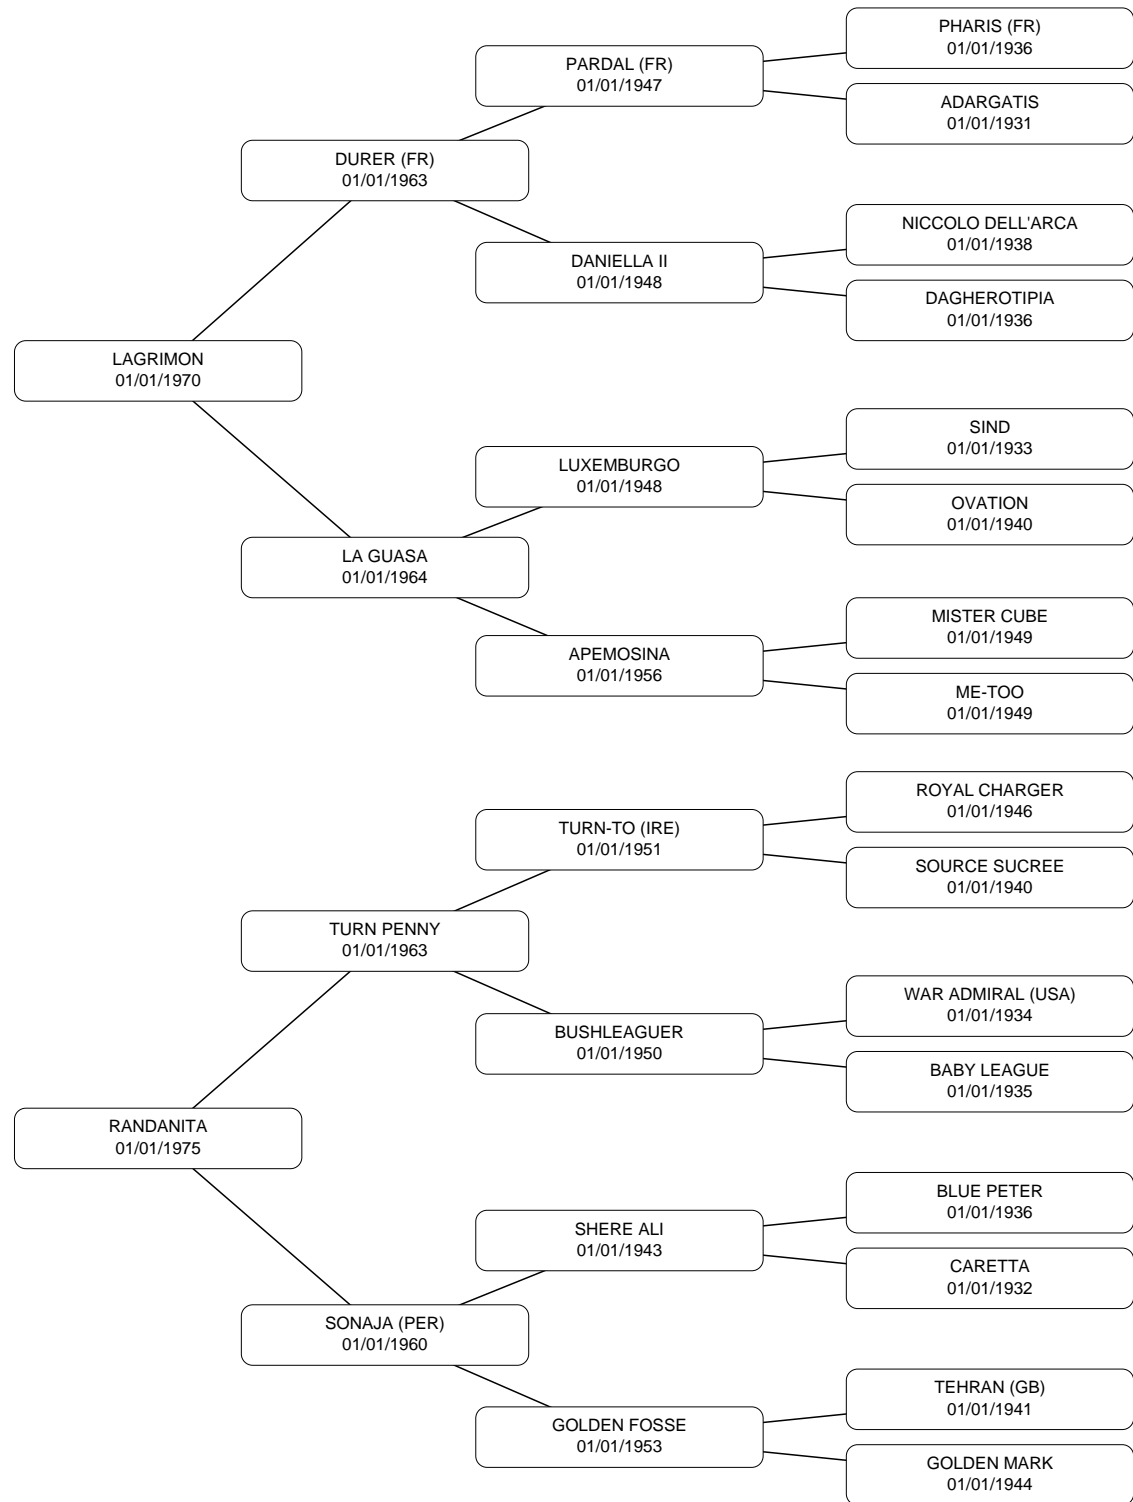 PHARIS (FR)
01/01/1936
PARDAL (FR)
01/01/1947
ADARGATIS
01/01/1931
DURER (FR)
01/01/1963
NICCOLO DELL'ARCA
01/01/1938
DANIELLA II
01/01/1948
DAGHEROTIPIA
01/01/1936
LAGRIMON
01/01/1970
SIND
01/01/1933
LUXEMBURGO
01/01/1948
OVATION
01/01/1940
LA GUASA
01/01/1964
MISTER CUBE
01/01/1949
APEMOSINA
01/01/1956
ME-TOO
01/01/1949
ROYAL CHARGER
01/01/1946
TURN-TO (IRE)
01/01/1951
SOURCE SUCREE
01/01/1940
TURN PENNY
01/01/1963
WAR ADMIRAL (USA)
01/01/1934
BUSHLEAGUER
01/01/1950
BABY LEAGUE
01/01/1935
RANDANITA
01/01/1975
BLUE PETER
01/01/1936
SHERE ALI
01/01/1943
CARETTA
01/01/1932
SONAJA (PER)
01/01/1960
TEHRAN (GB)
01/01/1941
GOLDEN FOSSE
01/01/1953
GOLDEN MARK
01/01/1944